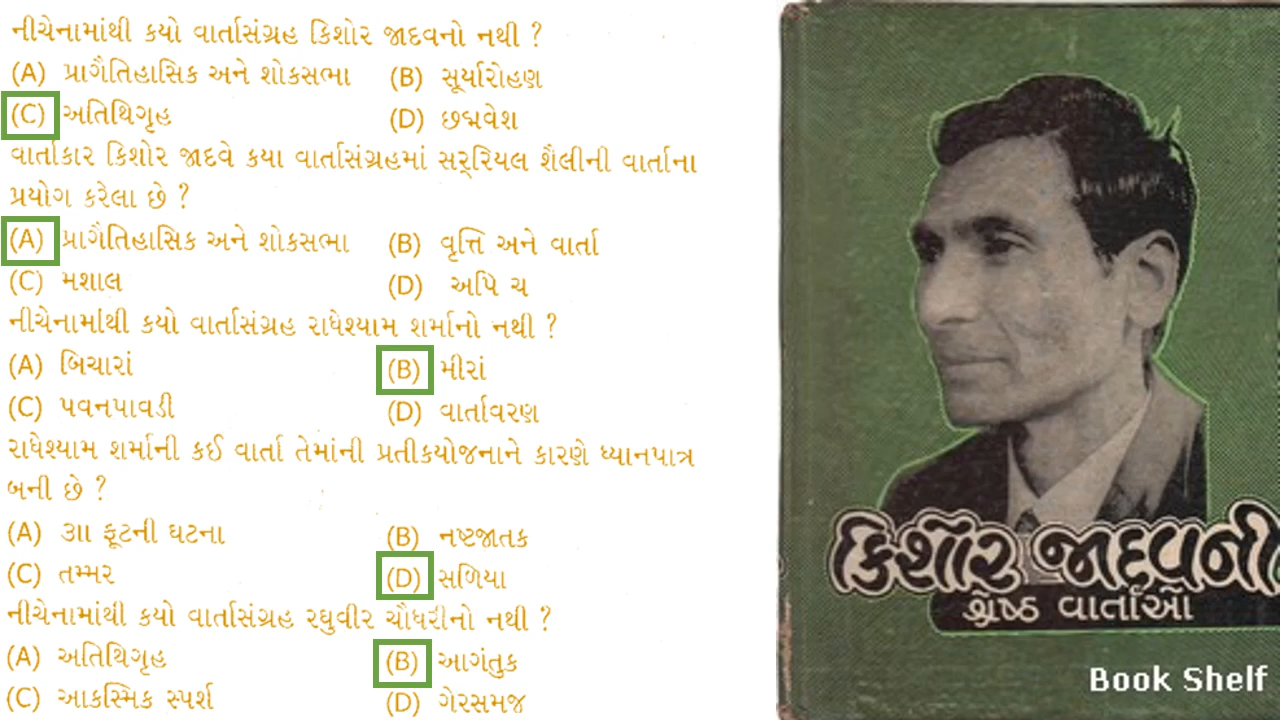 નીચેનામાંથી કયો વાર્તાસંગ્રહ કિશોર જાદવનો નથી ?
(A) પ્રાગૈતિહાસિક અને શોકસભા (B) સૂર્યારોહણ
(C) અતિથિગૃહ (D) છદ્મવેશ
વાર્તાકાર કિશોર જાદવે કયા વાર્તાસંગ્રહમાં સર્રિયલ શૈલીની વાર્તાના
પ્રયોગ કરેલા છે ?
(A) પ્રાગૈતિહાસિક અને શોકસભા (B) વૃત્તિ અને વાર્તા
(C) મશાલ (D) અપિ ચ
નીચેનામાંથી કયો વાર્તાસંગ્રહ રાધેશ્યામ શર્માનો નથી ?
(A) બિચારાં (B) મીરાં
(C) પવનપાવડી (D) વાર્તાવરણ
રાધેશ્યામ શર્માની કઈ વાર્તા તેમાંની પ્રતીકયોજનાને કારણે ધ્યાનપાત્ર
બની છે ?
(A) ૩ાા ફૂટની ઘટના (B) નષ્ટજાતક
(C) તમ્મર (D) સળિયા
નીચેનામાંથી કયો વાર્તાસંગ્રહ રઘુવીર ચૌધરીનો નથી ?
(A) અતિથિગૃહ (B) આગંતુક
(C) આકસ્મિક સ્પર્શ (D) ગેરસમજ
કિશોર જાદવની
શ્રેષ્ઠ વાર્તાઓ
Book Shelf